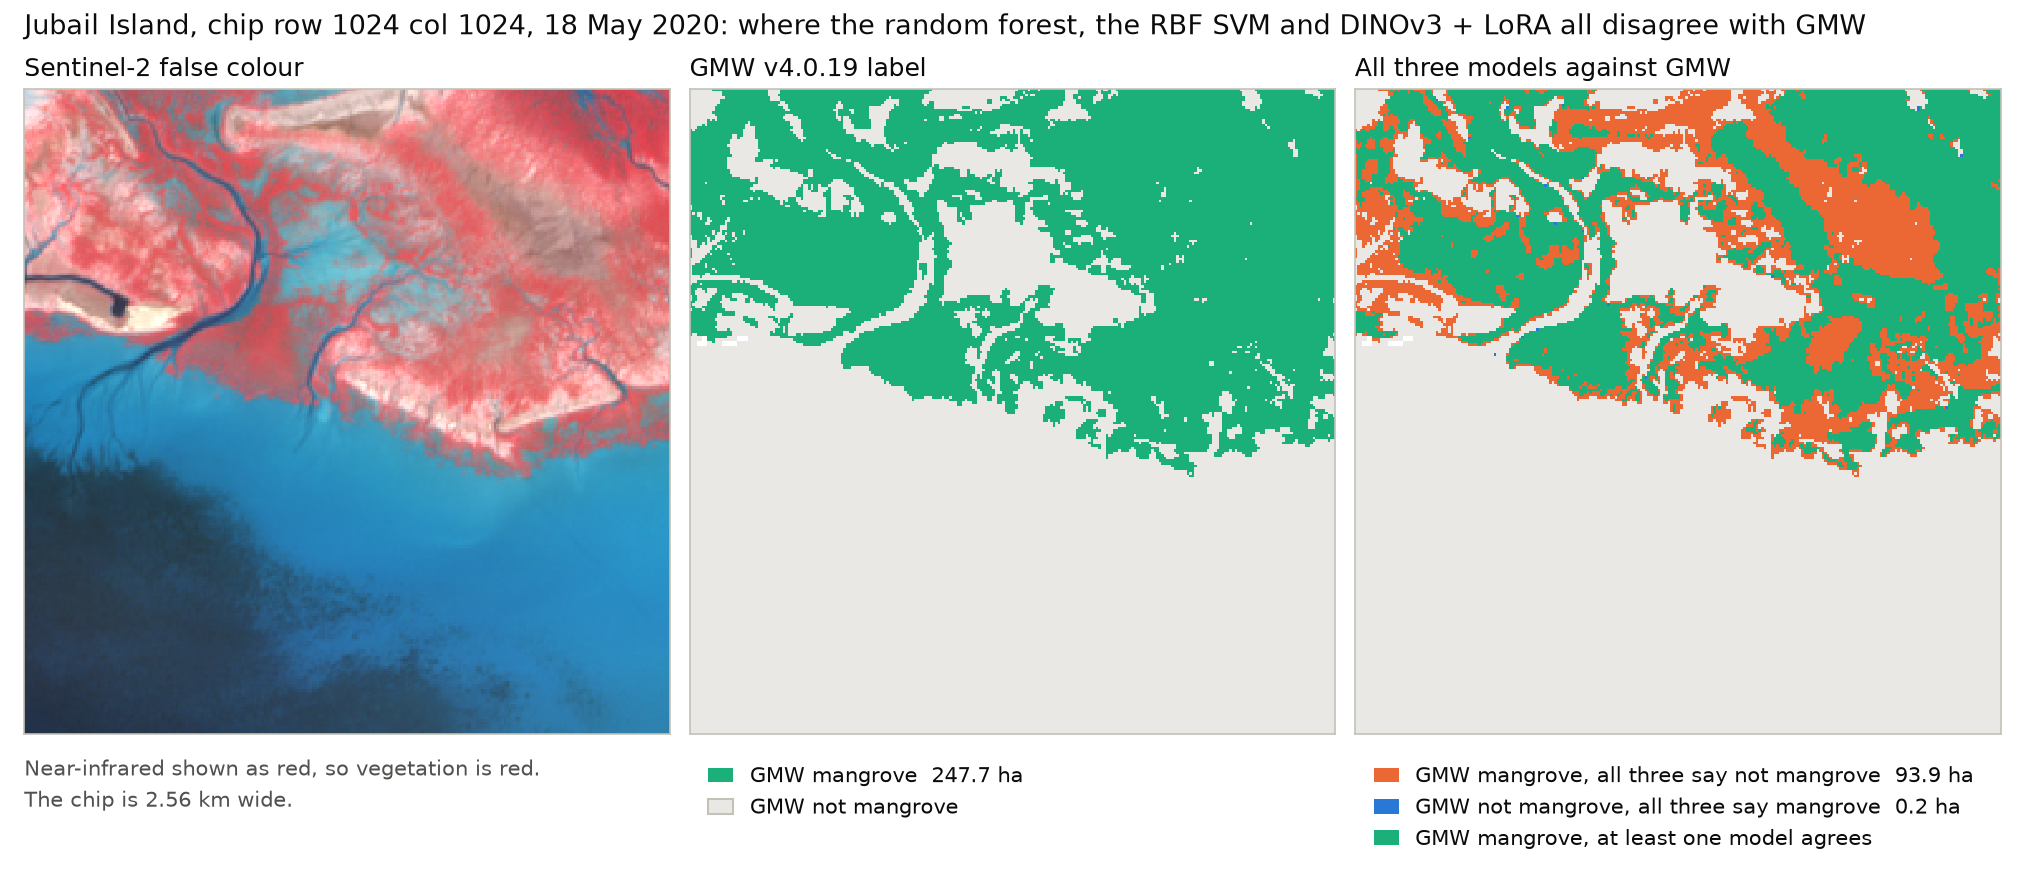 Jubail Island, chip row 1024 col 1024, 18 May 2020: where the random forest, the RBF SVM and DINOv3 + LoRA all disagree with GMW
Sentinel-2 false colour
GMW v4.0.19 label
All three models against GMW
Near-infrared shown as red, so vegetation is red.
The chip is 2.56 km wide.
GMW mangrove 247.7 ha
GMW not mangrove
GMW mangrove, all three say not mangrove 93.9 ha
GMW not mangrove, all three say mangrove 0.2 ha
GMW mangrove, at least one model agrees